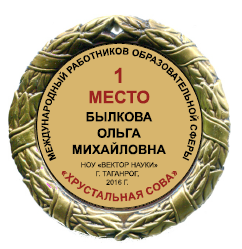 МЕЖДУНАРОДНЫЙ РАБОТНИКОВ ОБРАЗОВАТЕЛЬНОЙ СФЕРЫ
1
МЕСТО
БЫЛКОВА
ОЛЬГА
МИХАЙЛОВНА
НОУ «ВЕКТОР НАУКИ»
Г. ТАГАНРОГ,
2016 Г.
«ХРУСТАЛЬНАЯ СОВА»